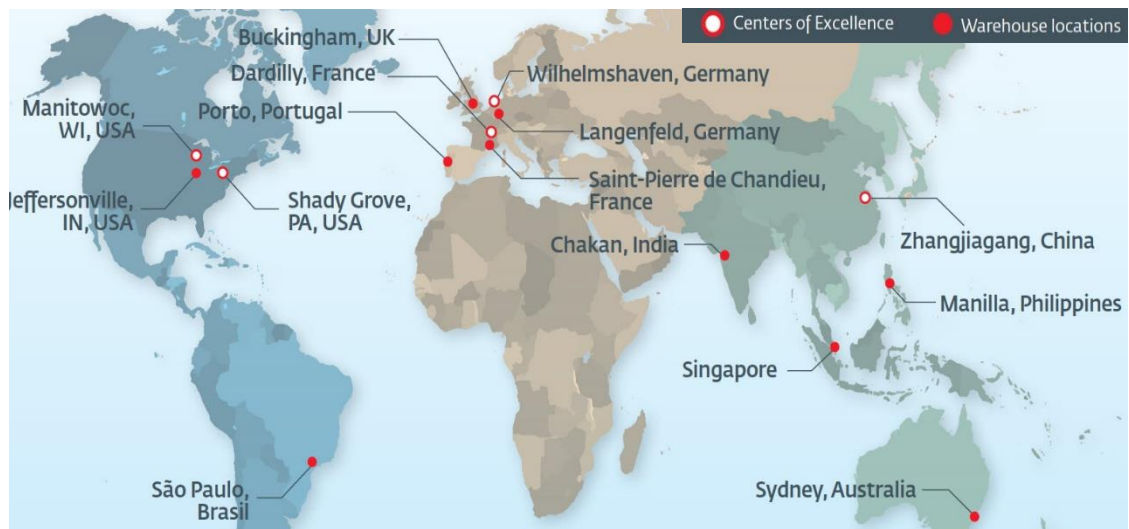 Centers of Excellence
Warehouse locations
Buckingham, UK
Dardilly, France
Wilhelmshaven, Germany
Manitowoc,
WI, USA
Porto, Portugal
Langenfeld, Germany
Jeffersonville,
IN, USA
Shady Grove,
PA, USA
Saint-Pierre de Chandieu,
France
Chakan, India
Zhangjiagang, China
Manilla, Philippines
Singapore
São Paulo,
Brasil
Sydney, Australia